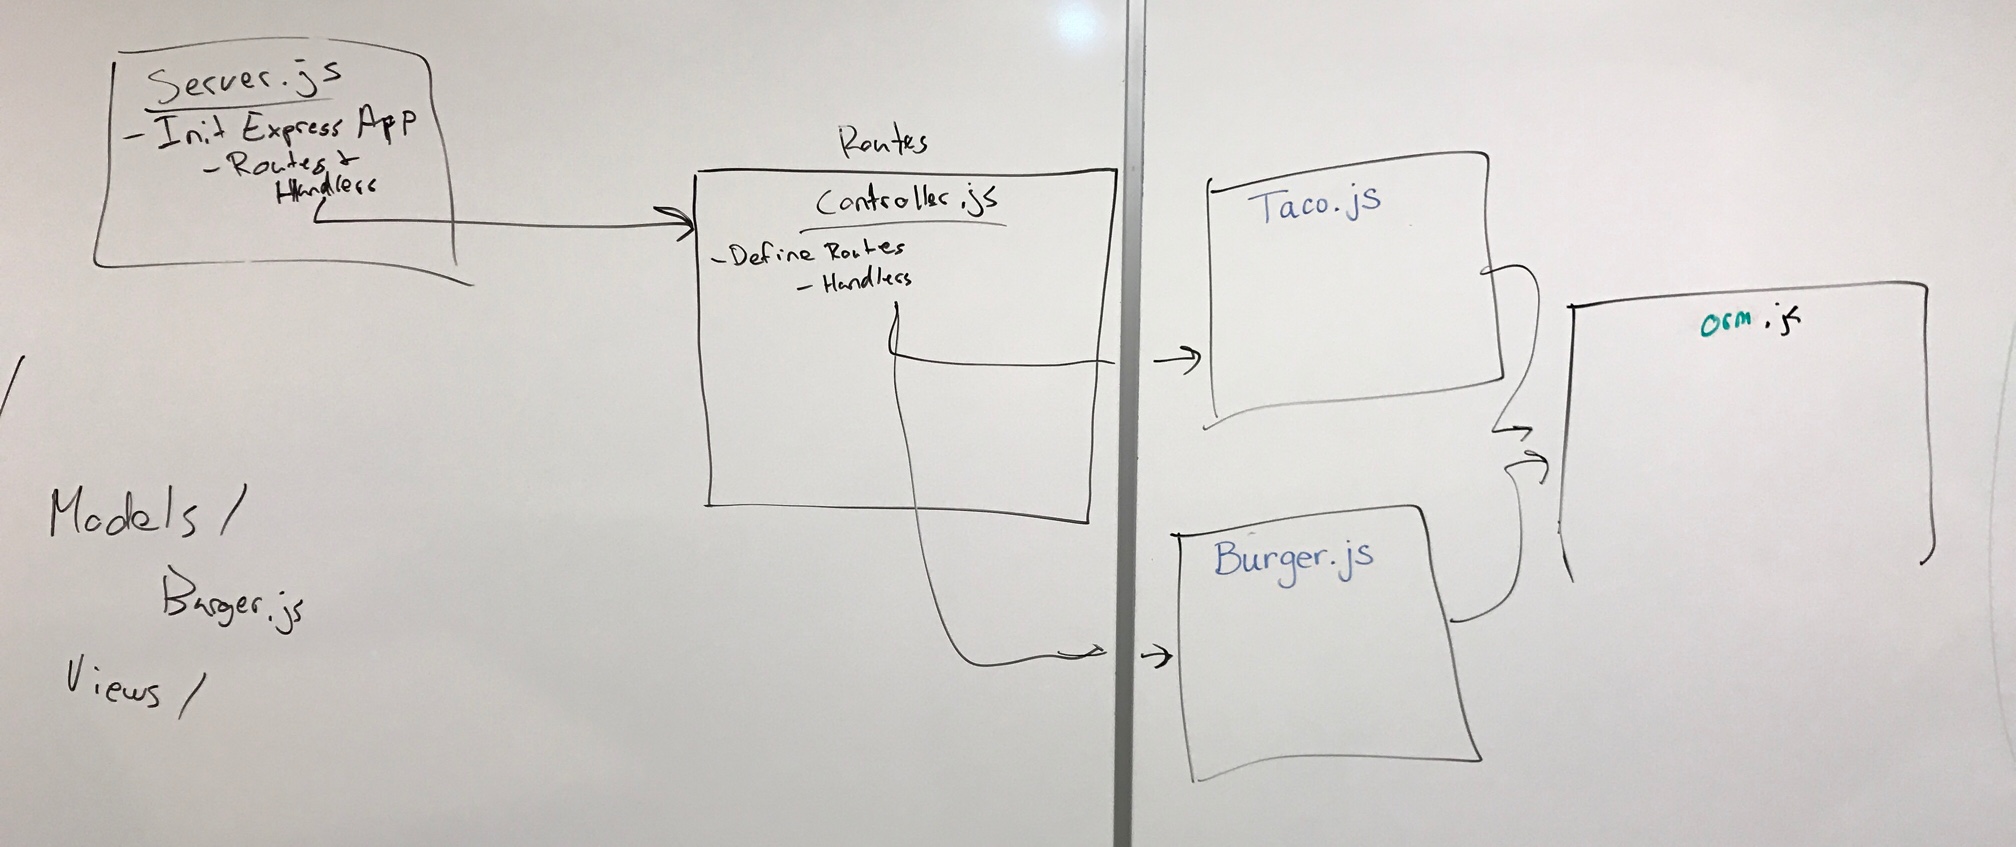 Server.js
- Init Express App
- Routes &
Handlers
Routes
Controller.js
- Define Routes
- Handlers
Taco.js
Burger.js
orm.js
Models /
Burger.js
Views /